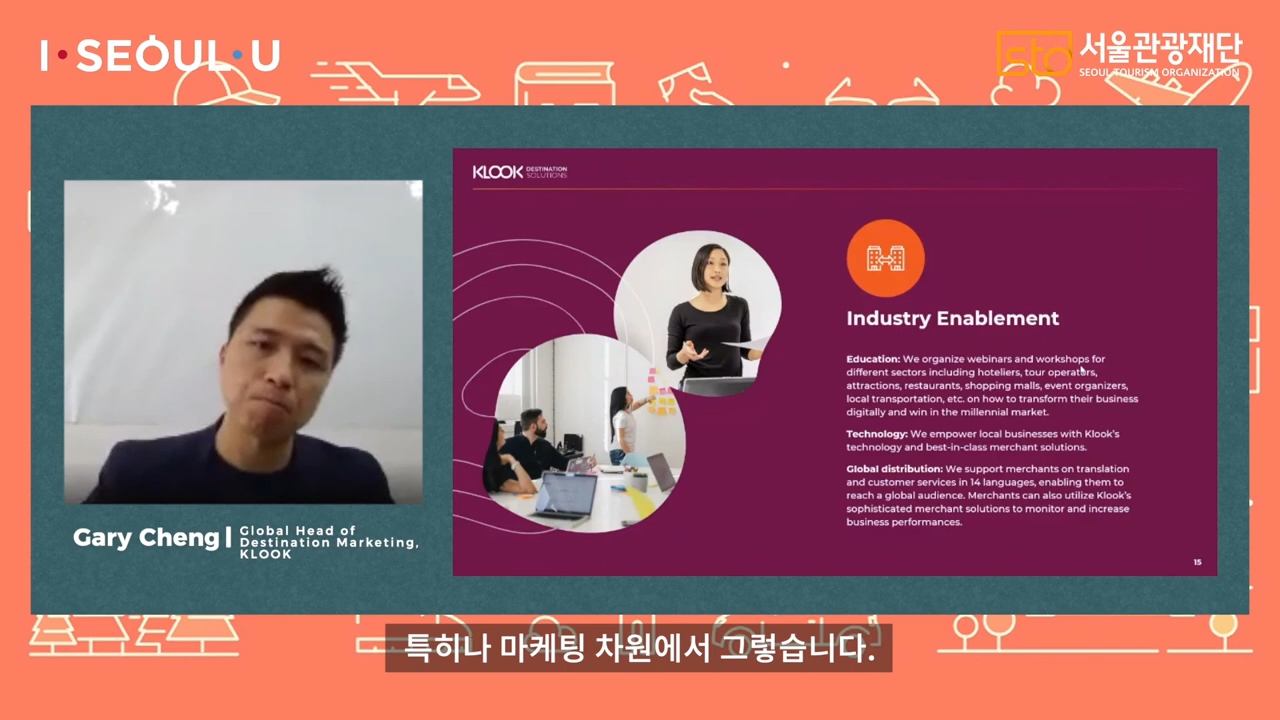 I·SEOUL·U
sto 서울관광재단
SEOUL TOURISM ORGANIZATION
KLOOK DESTINATION
SOLUTIONS
Industry Enablement
Education: We organize webinars and workshops for
different sectors including hoteliers, tour operators,
attractions, restaurants, shopping malls, event organizers,
local transportation, etc. on how to transform their business
digitally and win in the millennial market.
Technology: We empower local businesses with Klook's
technology and best-in-class merchant solutions.
Global distribution: We support merchants on translation
and customer services in 14 languages, enabling them to
reach a global audience. Merchants can also utilize Klook's
sophisticated merchant solutions to monitor and increase
business performances.
15
Gary Cheng
Global Head of
Destination Marketing,
KLOOK
특히나 마케팅 차원에서 그렇습니다.